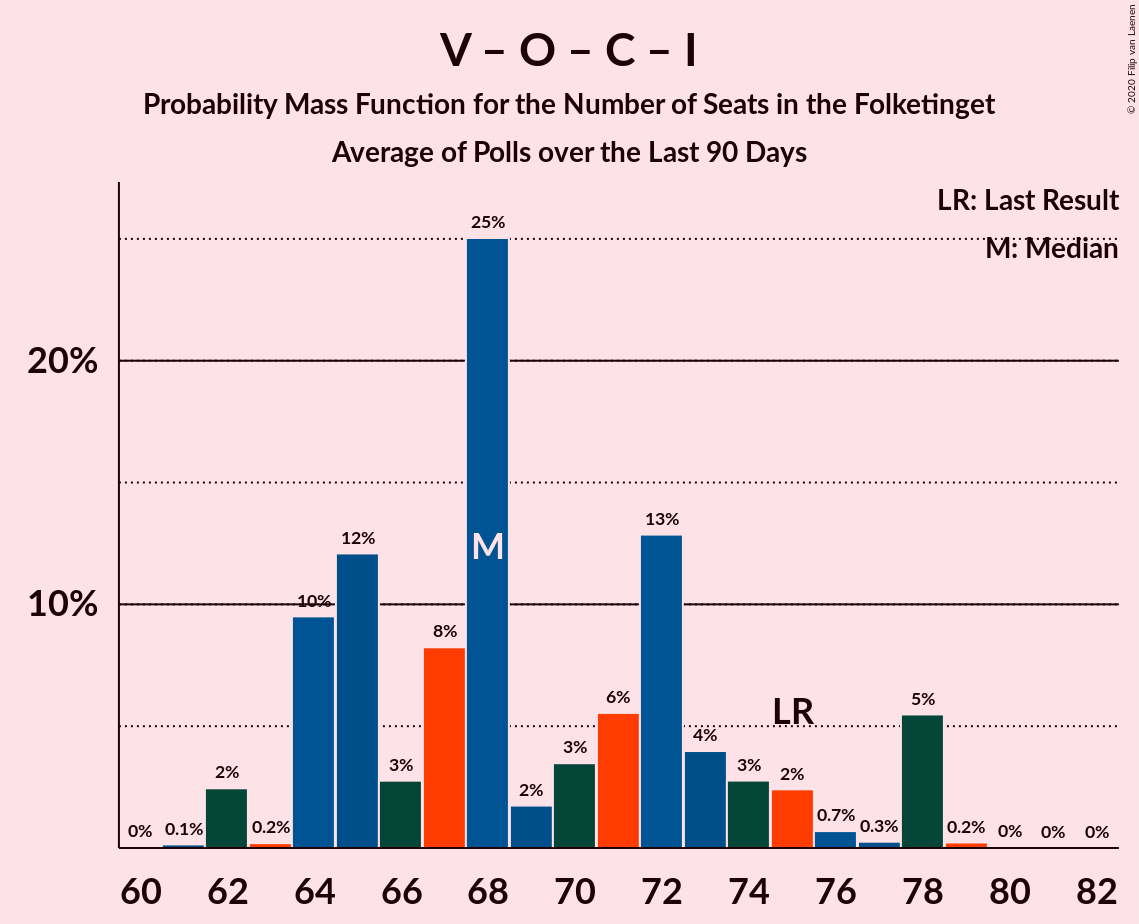 V – O – C – I
Probability Mass Function for the Number of Seats in the Folketinget
Average of Polls over the Last 90 Days
© 2020 Filip van Laenen
LR: Last Result
M: Median
20%
10%
0%
0.1%
2%
0.2%
10%
12%
3%
8%
25%
M
2%
3%
6%
13%
4%
3%
2%
LR
0.7%
0.3%
5%
0.2%
0%
0%
0%
60 62 64 66 68 70 72 74 76 78 80 82